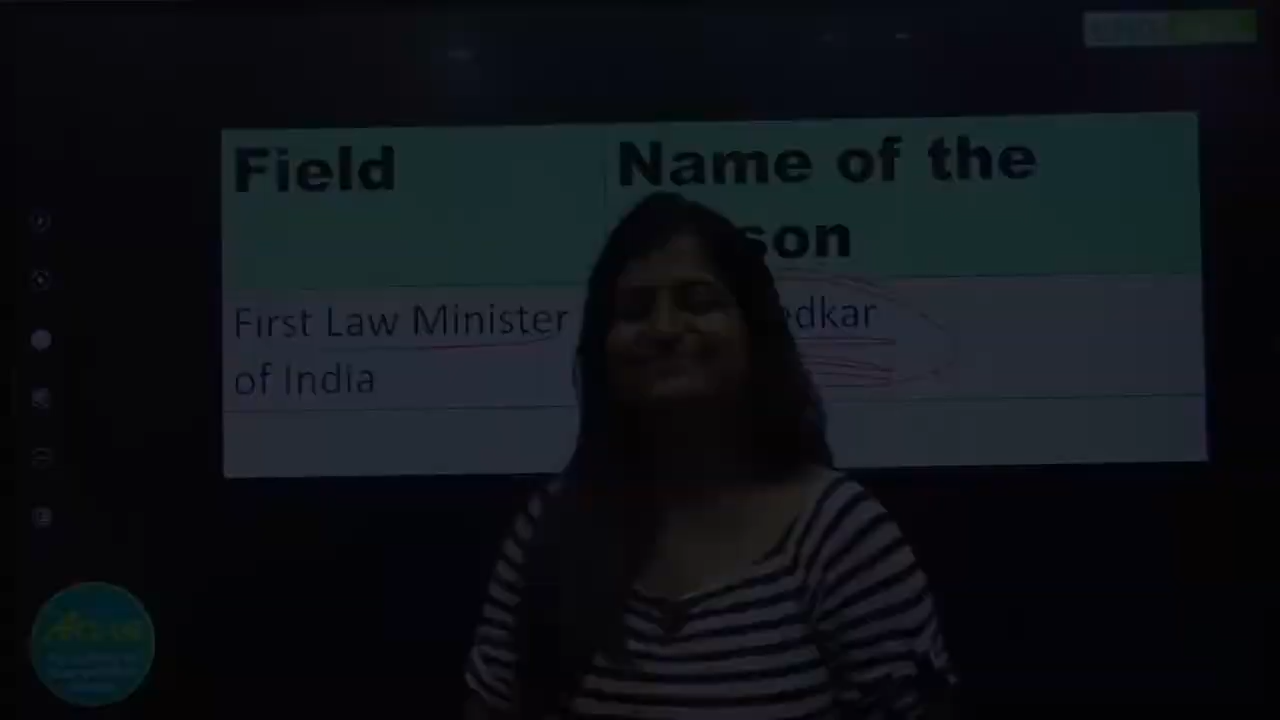 Field
Name of the
son
First Law Minister
edkar
of India